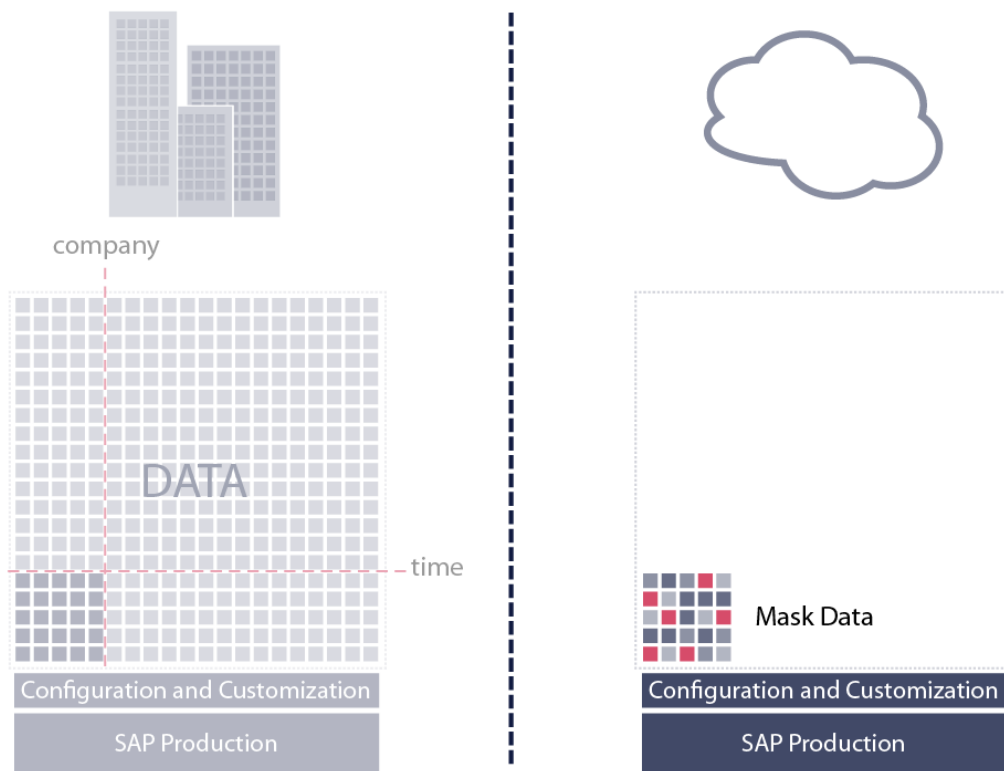 company
DATA
time
Mask Data
Configuration and Customization
SAP Production
Configuration and Customization
SAP Production